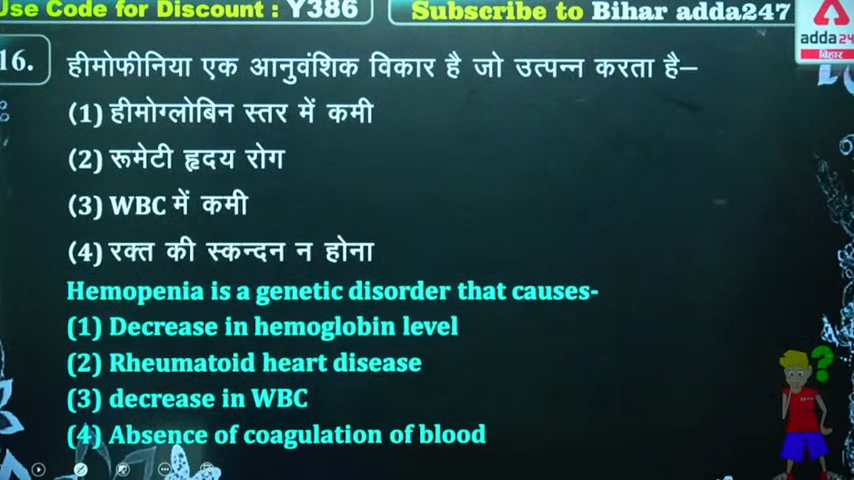 Use Code for Discount : Y386
Subscribe to Bihar adda247
adda24
बिहार
16. हीमोफीनिया एक आनुवंशिक विकार है जो उत्पन्न करता है–
(1) हीमोग्लोबिन स्तर में कमी
(2) रूमेटी हृदय रोग
(3) WBC में कमी
(4) रक्त की स्कन्दन न होना
Hemopenia is a genetic disorder that causes-
(1) Decrease in hemoglobin level
(2) Rheumatoid heart disease
(3) decrease in WBC
(4) Absence of coagulation of blood